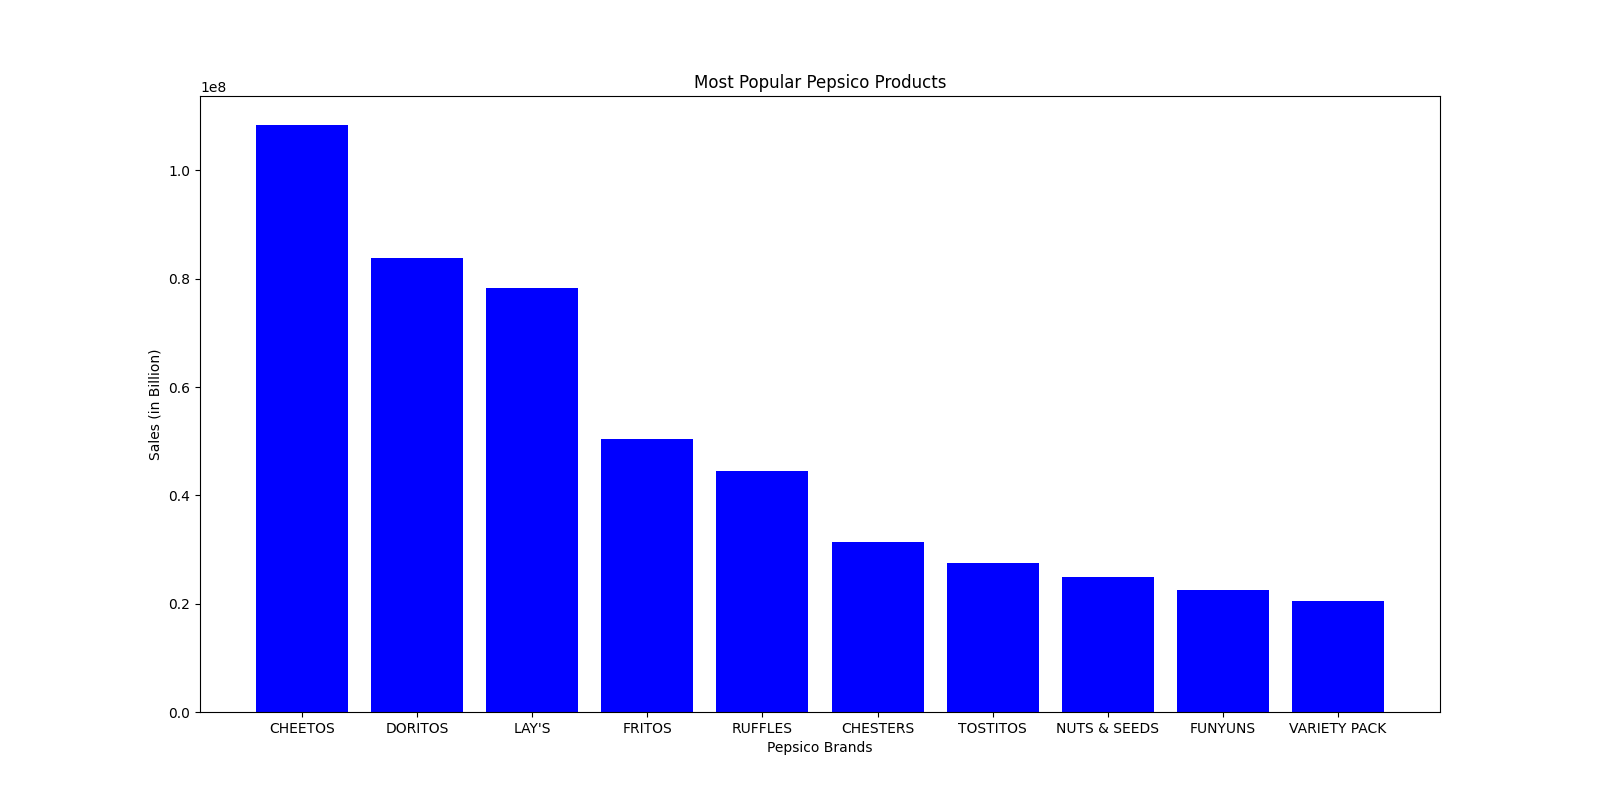 Most Popular Pepsico Products
1e8
1.0
0.8
0.6
0.4
0.2
0.0
Sales (in Billion)
CHEETOS DORITOS LAY'S FRITOS RUFFLES CHESTERS TOSTITOS NUTS & SEEDS FUNYUNS VARIETY PACK
Pepsico Brands